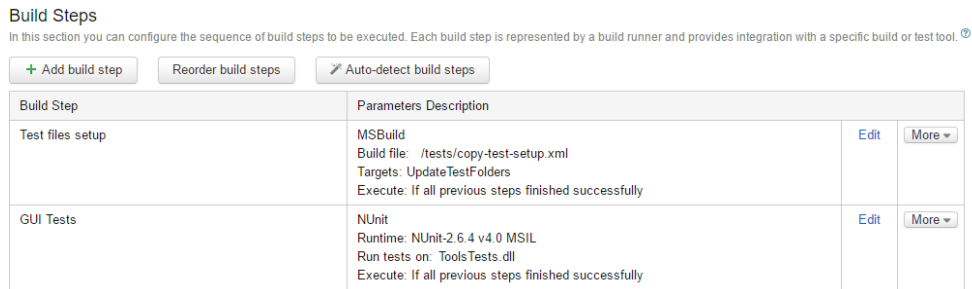 Build Steps
In this section you can configure the sequence of build steps to be executed. Each build step is represented by a build runner and provides integration with a specific build or test tool. ?
+ Add build step Reorder build steps Auto-detect build steps
Build Step Parameters Description
Test files setup MSBuild Edit More
Build file: /tests/copy-test-setup.xml
Targets: UpdateTestFolders
Execute: If all previous steps finished successfully
GUI Tests NUnit Edit More
Runtime: NUnit-2.6.4 v4.0 MSIL
Run tests on: ToolsTests.dll
Execute: If all previous steps finished successfully